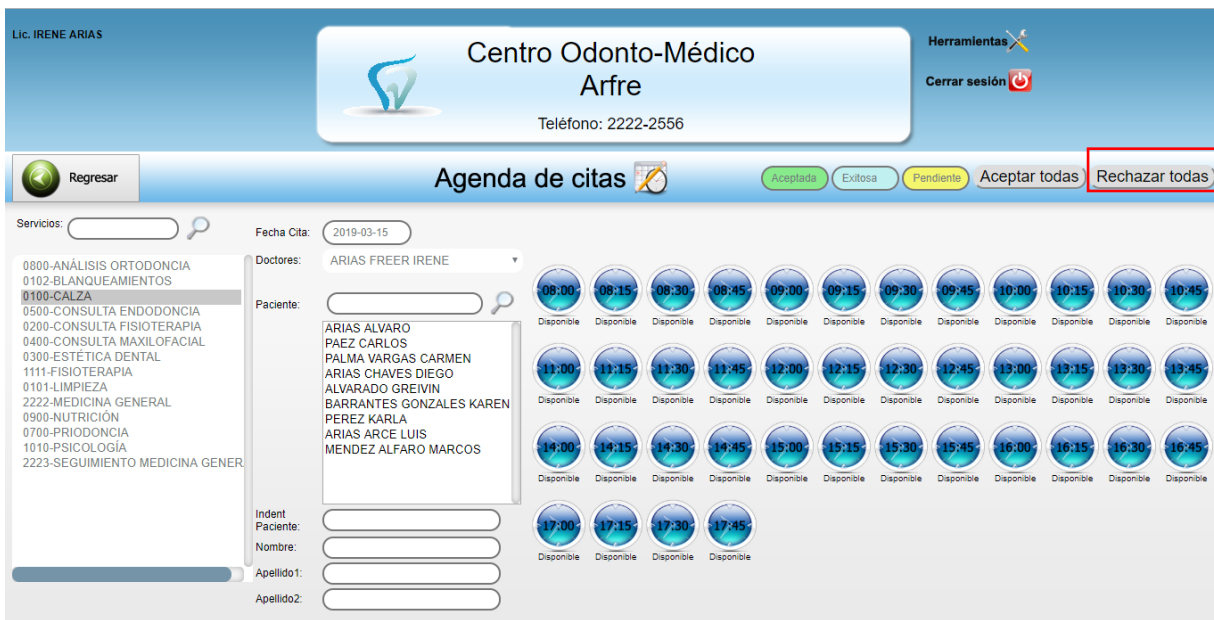 Lic. IRENE ARIAS
Centro Odonto-Médico
Arfre
Teléfono: 2222-2556
Herramientas
Cerrar sesión
Regresar
Agenda de citas
Aceptada
Exitosa
Pendiente
Aceptar todas
Rechazar todas
Servicios:
0800-ANÁLISIS ORTODONCIA
0102-BLANQUEAMIENTOS
0100-CALZA
0500-CONSULTA ENDODONCIA
0200-CONSULTA FISIOTERAPIA
0400-CONSULTA MAXILOFACIAL
0300-ESTÉTICA DENTAL
1111-FISIOTERAPIA
0101-LIMPIEZA
2222-MEDICINA GENERAL
0900-NUTRICIÓN
0700-PRIODONCIA
1010-PSICOLOGÍA
2223-SEGUIMIENTO MEDICINA GENER
Fecha Cita: 2019-03-15
Doctores: ARIAS FREER IRENE
Paciente:
ARIAS ALVARO
PAEZ CARLOS
PALMA VARGAS CARMEN
ARIAS CHAVES DIEGO
ALVARADO GREIVIN
BARRANTES GONZALES KAREN
PEREZ KARLA
ARIAS ARCE LUIS
MENDEZ ALFARO MARCOS
Indent
Paciente:
Nombre:
Apellido1:
Apellido2:
08:00 08:15 08:30 08:45 09:00 09:15 09:30 09:45 10:00 10:15 10:30 10:45
Disponible Disponible Disponible Disponible Disponible Disponible Disponible Disponible Disponible Disponible Disponible Disponible
11:00 11:15 11:30 11:45 12:00 12:15 12:30 12:45 13:00 13:15 13:30 13:45
Disponible Disponible Disponible Disponible Disponible Disponible Disponible Disponible Disponible Disponible Disponible Disponible
14:00 14:15 14:30 14:45 15:00 15:15 15:30 15:45 16:00 16:15 16:30 16:45
Disponible Disponible Disponible Disponible Disponible Disponible Disponible Disponible Disponible Disponible Disponible Disponible
17:00 17:15 17:30 17:45
Disponible Disponible Disponible Disponible